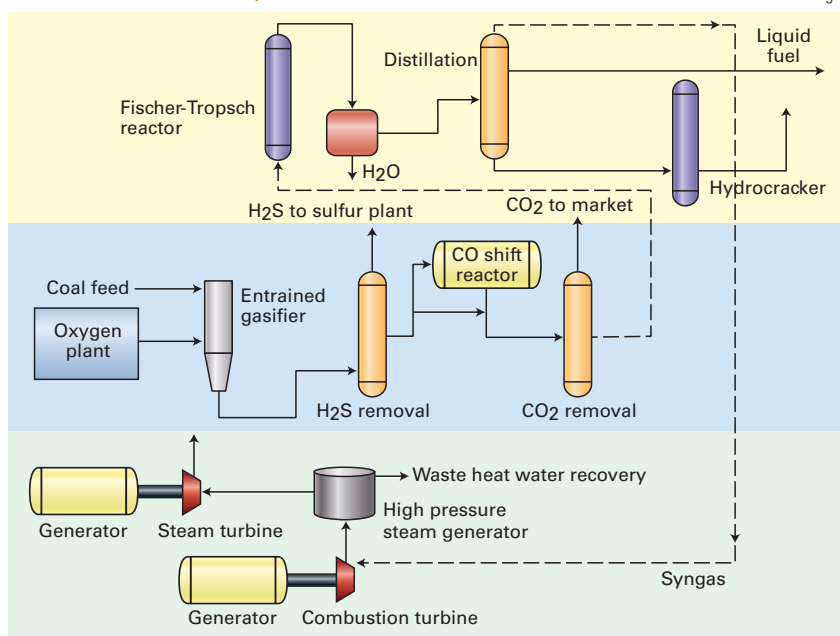 Liquid
fuel
Distillation
Fischer-Tropsch
reactor
H2O
Hydrocracker
H2S to sulfur plant
CO2 to market
CO shift
reactor
Coal feed
Entrained
gasifier
Oxygen
plant
H2S removal
CO2 removal
Waste heat water recovery
High pressure
steam generator
Generator
Steam turbine
Syngas
Generator
Combustion turbine